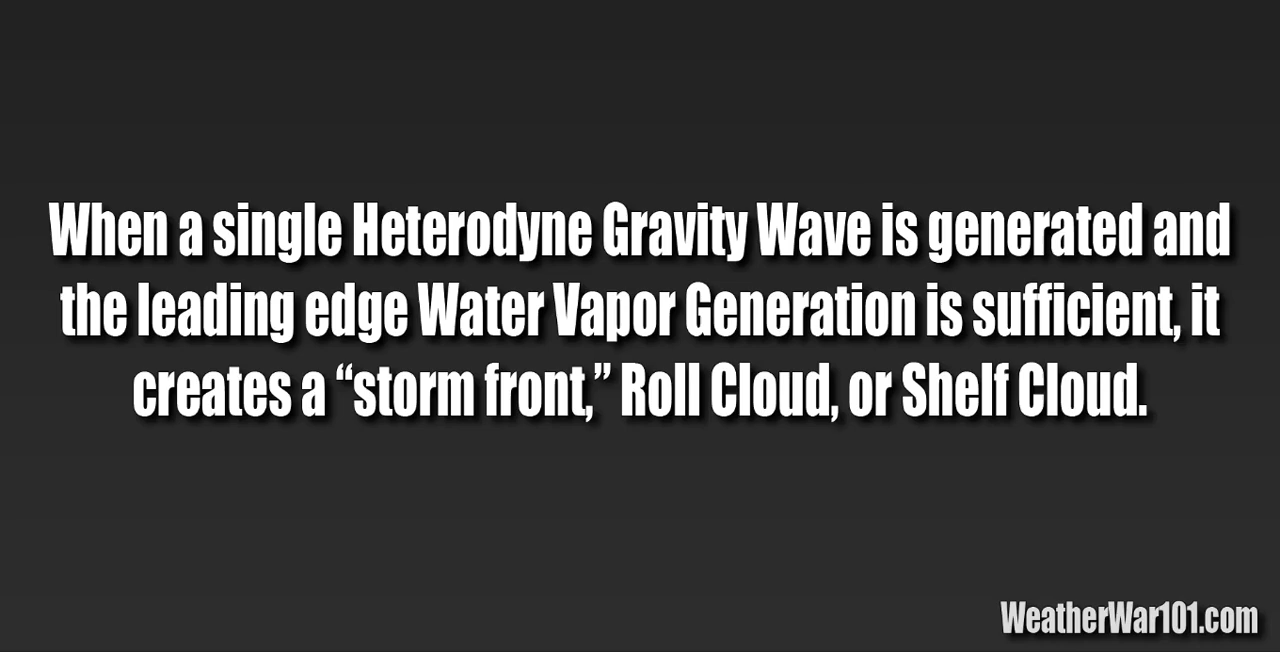 When a single Heterodyne Gravity Wave is generated and
the leading edge Water Vapor Generation is sufficient, it
creates a “storm front,” Roll Cloud, or Shelf Cloud.
WeatherWar101.com